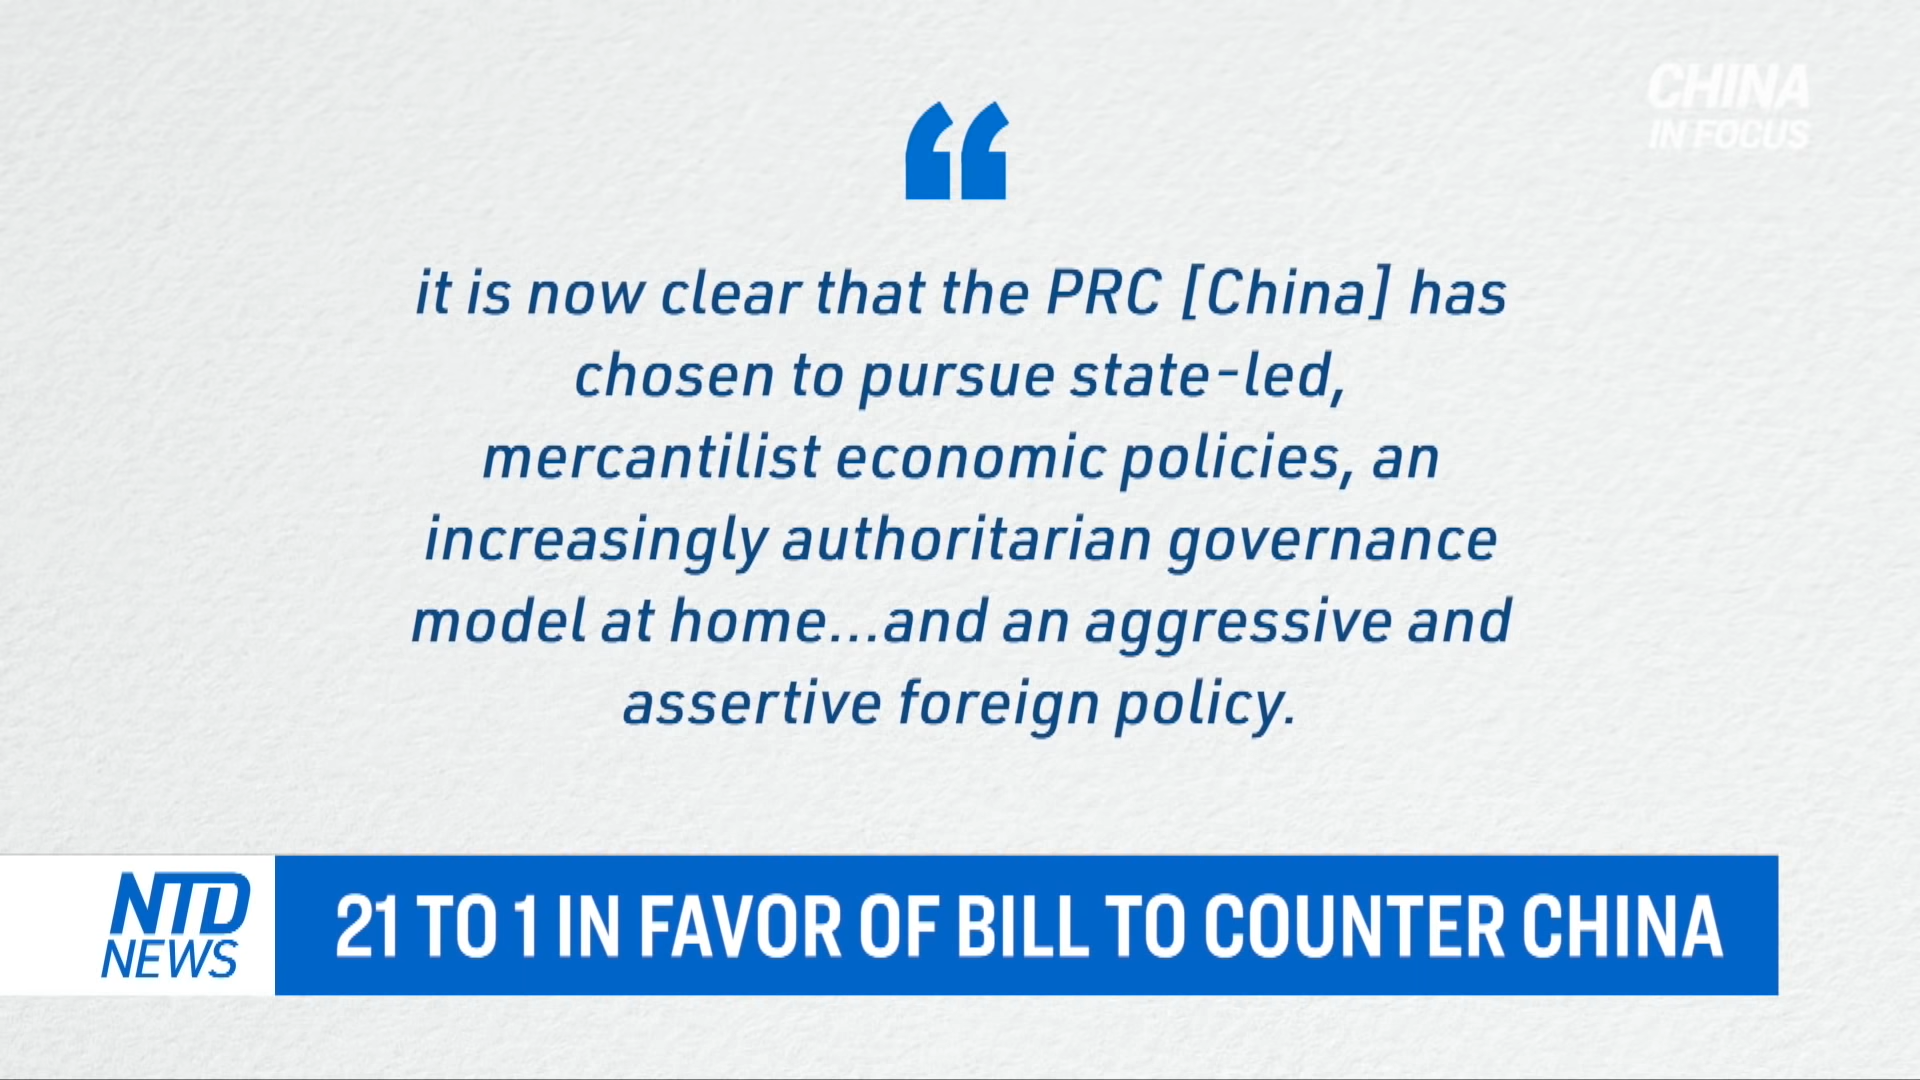 CHINA
IN FOCUS
“
it is now clear that the PRC [China] has
chosen to pursue state-led,
mercantilist economic policies, an
increasingly authoritarian governance
model at home...and an aggressive and
assertive foreign policy.
NTD
NEWS
21 TO 1 IN FAVOR OF BILL TO COUNTER CHINA